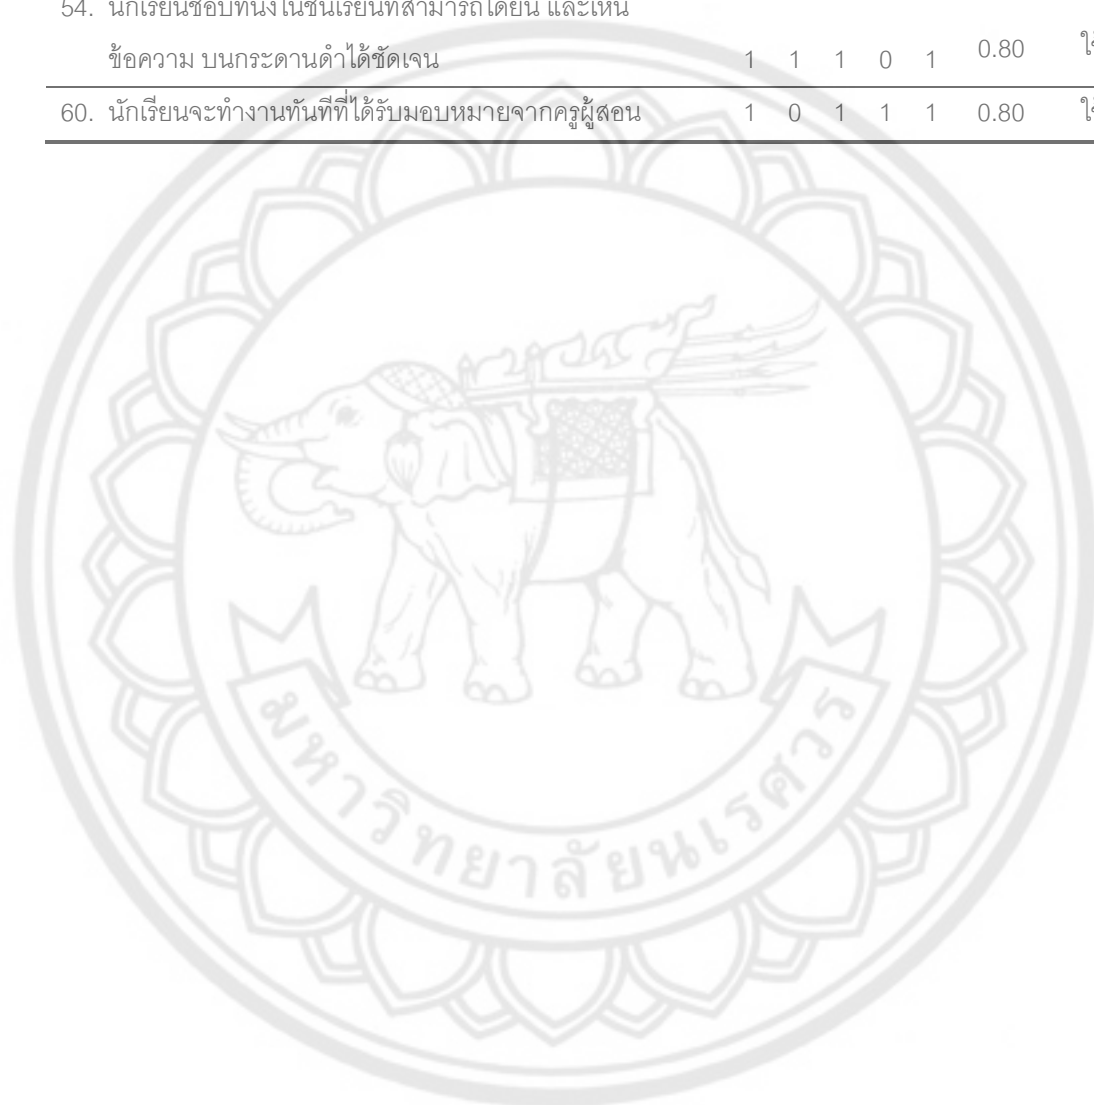 54. นักเรียนชอบที่นั่งในชั้นเรียนที่สามารถได้ยิน และเห็น
ข้อความ บนกระดานดำได้ชัดเจน 1 1 1 0 1 0.80
60. นักเรียนจะทำงานทันทีที่ได้รับมอบหมายจากครูผู้สอน 1 0 1 1 1 0.80
มหาวิทยาลัยนเรศวร